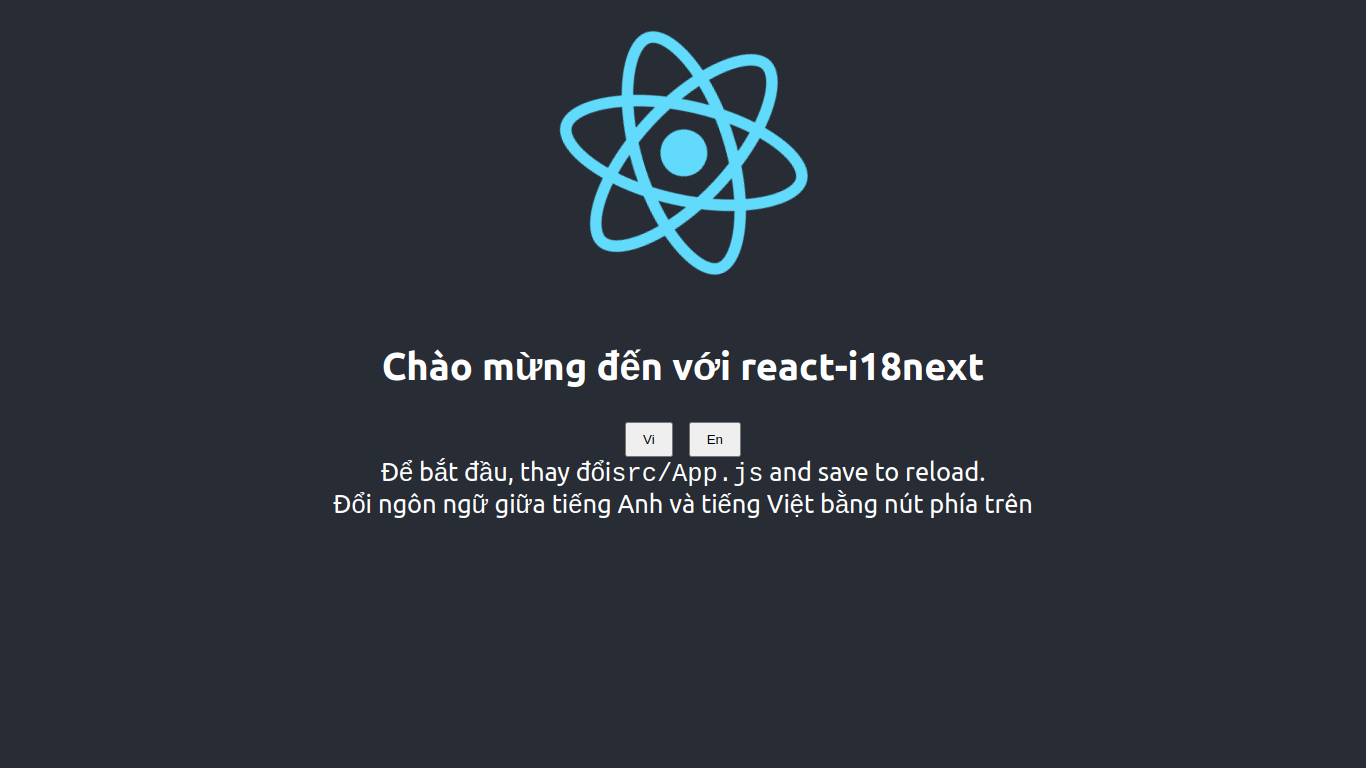 Chào mừng đến với react-i18next
Vi En
Để bắt đầu, thay đổisrc/App.js and save to reload.
Đổi ngôn ngữ giữa tiếng Anh và tiếng Việt bằng nút phía trên